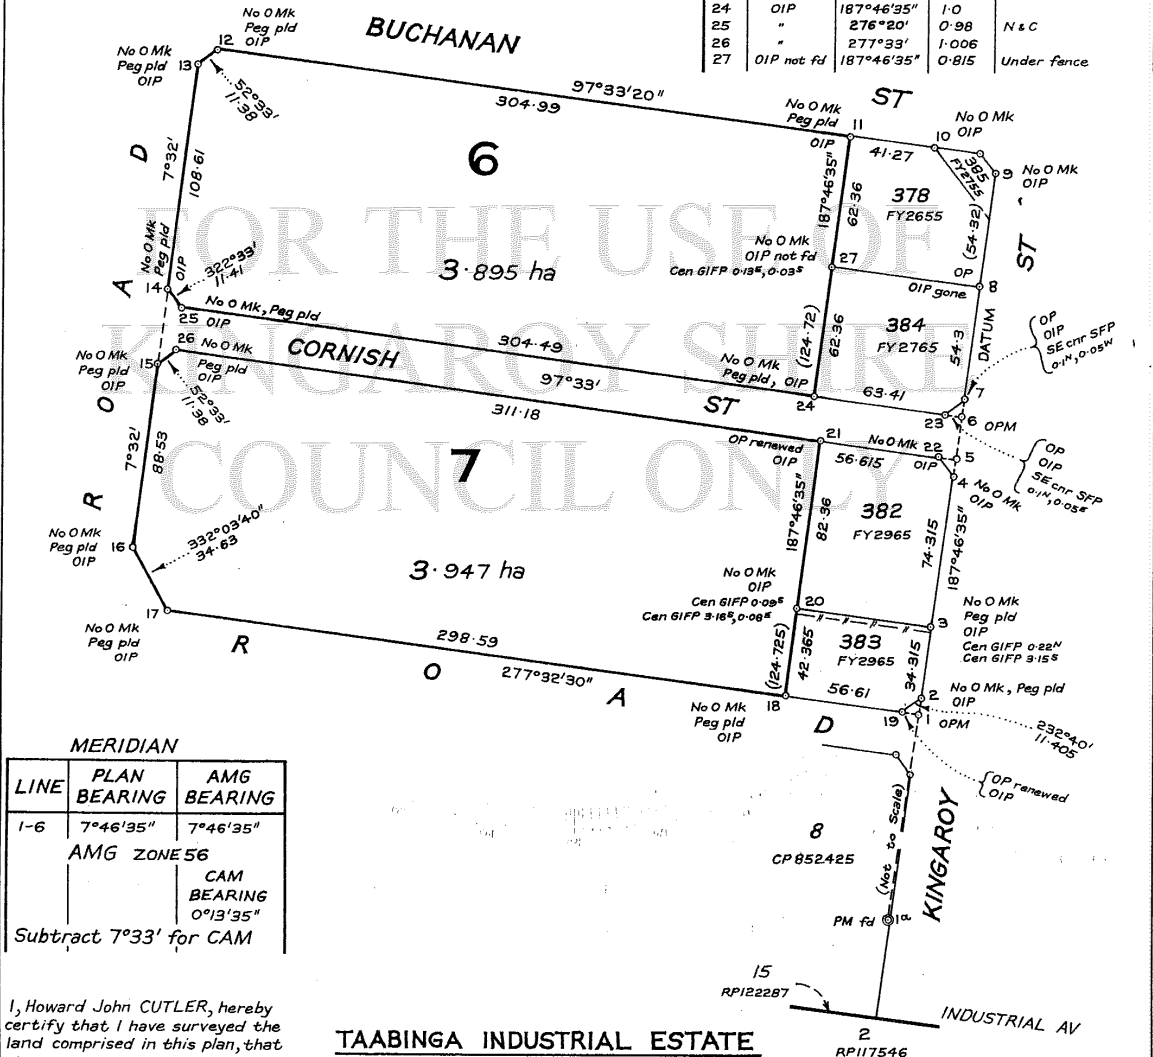 24 OIP 187°46'35" 1·0
25 " 276°20' 0·98 N & C
26 " 277°33' 1·006
27 OIP not fd 187°46'35" 0·815 Under fence
No O Mk
Peg pld
OIP
12
BUCHANAN
ST
No O Mk
Peg pld
OIP
13
52°33'
11·38
97°33'20"
304·99
No O Mk
Peg pld
OIP
11
41·27
10
No O Mk
OIP
385
FY2755
9
No O Mk
OIP
ROAD
7°32'
108·61
6
3·895 ha
187°46'35"
62·36
378
FY2655
(54·32)
ST
No O Mk
OIP not fd
Cen GIFP 0·13ᴱ, 0·03ˢ
27
OP
8
OIP gone
No O Mk
Peg pld
OIP
14
322°33'
11·41
25
No O Mk, Peg pld
OIP
(124·72)
62·36
384
FY2765
54·3
DATUM
OP
OIP
SE cnr SFP
0·1ᴺ, 0·05ᵂ
26
No O Mk
Peg pld
OIP
CORNISH
ST
304·49
97°33'
311·18
No O Mk
Peg pld, OIP
24
63·41
7
23
6
OPM
No O Mk
Peg pld
OIP
15
52°33'
11·38
OP renewed
OIP
21
56·615
No O Mk
22
OIP
5
4
No O Mk
OIP
OP
OIP
SE cnr SFP
0·1ᴺ, 0·05ᴱ
7°32'
88·53
7
3·947 ha
187°46'35"
82·36
382
FY2965
74·315
187°46'35"
No O Mk
Peg pld
OIP
16
332°03'40"
34·63
No O Mk
OIP
Cen GIFP 0·09ˢ
Cen GIFP 3·16ˢ, 0·06ᴱ
20
3
No O Mk
Peg pld
OIP
Cen GIFP 0·22ᴺ
Cen GIFP 3·15ˢ
17
No O Mk
Peg pld
OIP
ROAD
298·59
277°32'30"
(124·725)
42·365
383
FY2965
34·315
56·61
2
No O Mk, Peg pld
OIP
18
No O Mk
Peg pld
OIP
19
1
OPM
232°40'
11·405
OP renewed
OIP
8
CP 852425
(Not to Scale)
KINGAROY
PM fd
1a
15
RP122287
INDUSTRIAL AV
2
RP117546
MERIDIAN
LINE PLAN BEARING AMG BEARING
1-6 7°46'35" 7°46'35"
AMG ZONE 56
CAM
BEARING
0°13'35"
Subtract 7°33' for CAM
I, Howard John CUTLER, hereby
certify that I have surveyed the
land comprised in this plan, that
TAABINGA INDUSTRIAL ESTATE
FOR THE USE OF
KINGAROY SHIRE
COUNCIL ONLY